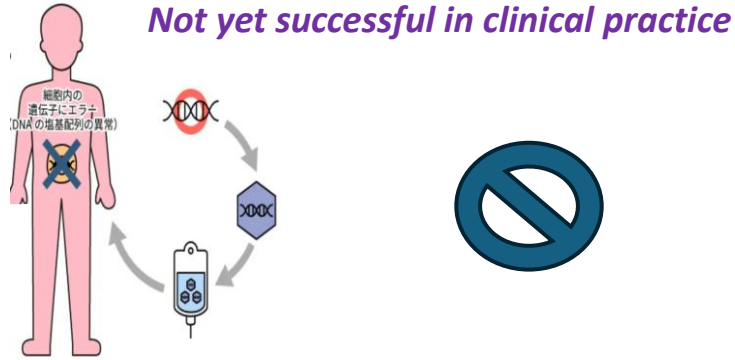 Not yet successful in clinical practice
細胞内の
遺伝子にエラー
(DNAの塩基配列の異常)